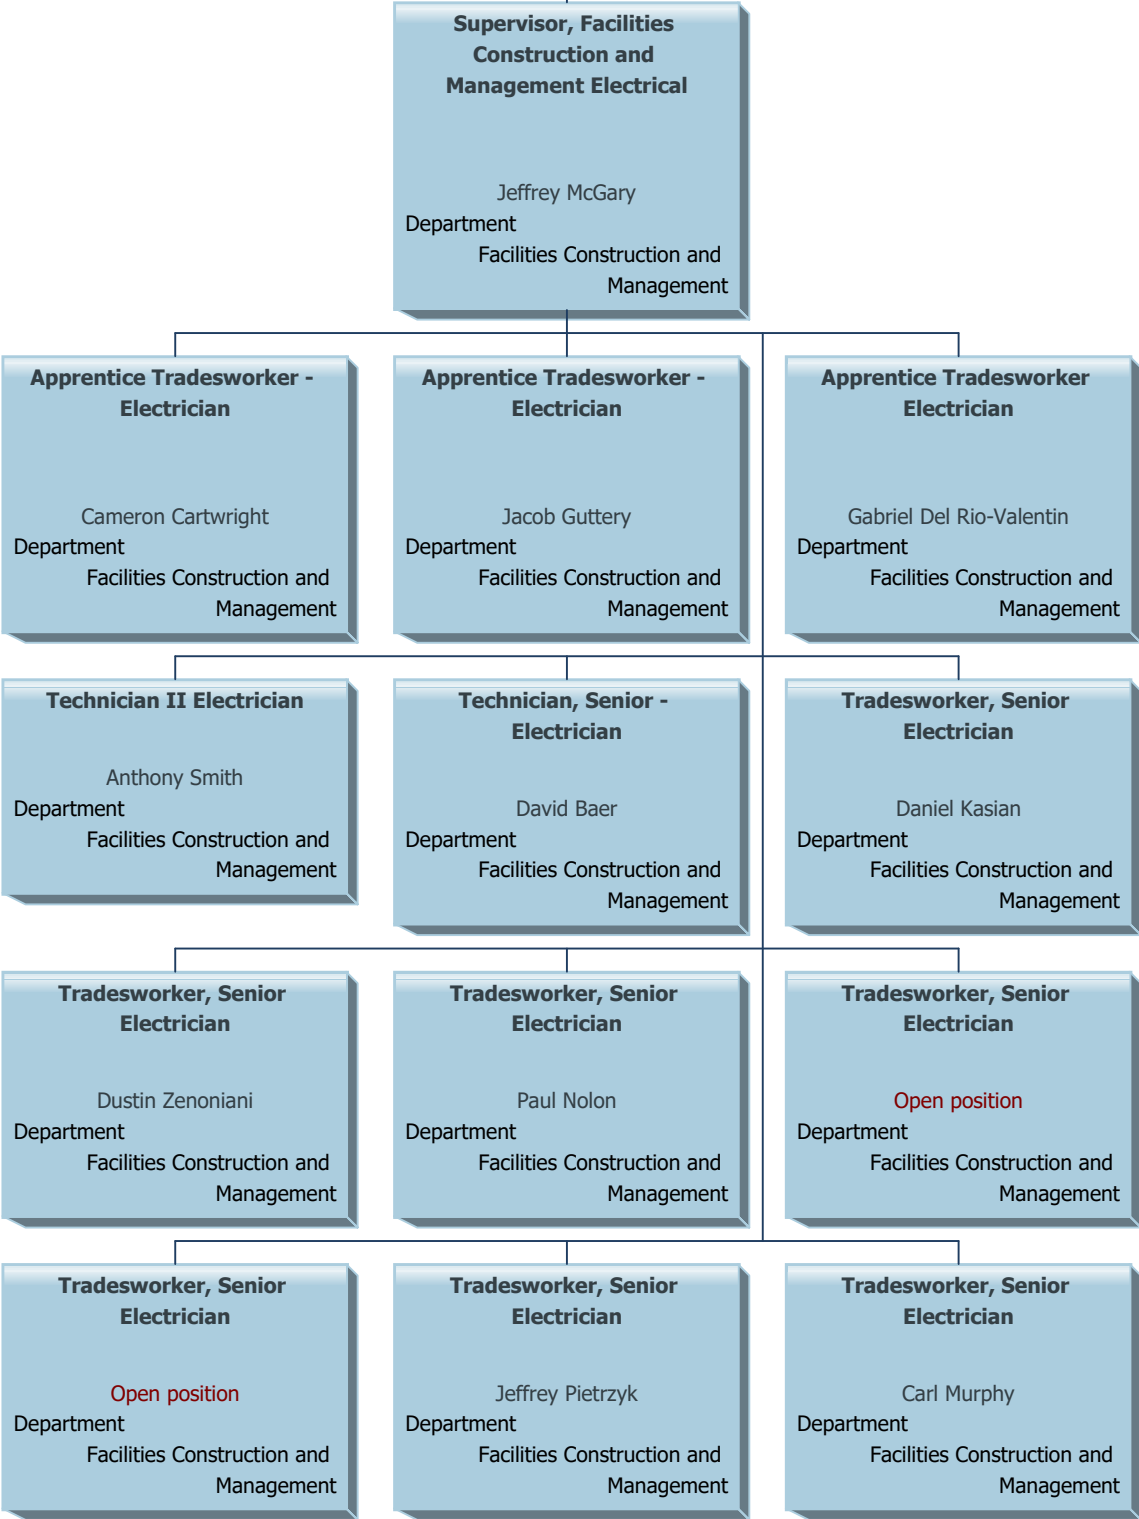 Supervisor, Facilities
Construction and
Management Electrical
Jeffrey McGary
Department
Facilities Construction and
Management
Apprentice Tradesworker -
Electrician
Cameron Cartwright
Department
Facilities Construction and
Management
Apprentice Tradesworker -
Electrician
Jacob Guttery
Department
Facilities Construction and
Management
Apprentice Tradesworker
Electrician
Gabriel Del Rio-Valentin
Department
Facilities Construction and
Management
Technician II Electrician
Anthony Smith
Department
Facilities Construction and
Management
Technician, Senior -
Electrician
David Baer
Department
Facilities Construction and
Management
Tradesworker, Senior
Electrician
Daniel Kasian
Department
Facilities Construction and
Management
Tradesworker, Senior
Electrician
Dustin Zenoniani
Department
Facilities Construction and
Management
Tradesworker, Senior
Electrician
Paul Nolon
Department
Facilities Construction and
Management
Tradesworker, Senior
Electrician
Open position
Department
Facilities Construction and
Management
Tradesworker, Senior
Electrician
Open position
Department
Facilities Construction and
Management
Tradesworker, Senior
Electrician
Jeffrey Pietrzyk
Department
Facilities Construction and
Management
Tradesworker, Senior
Electrician
Carl Murphy
Department
Facilities Construction and
Management